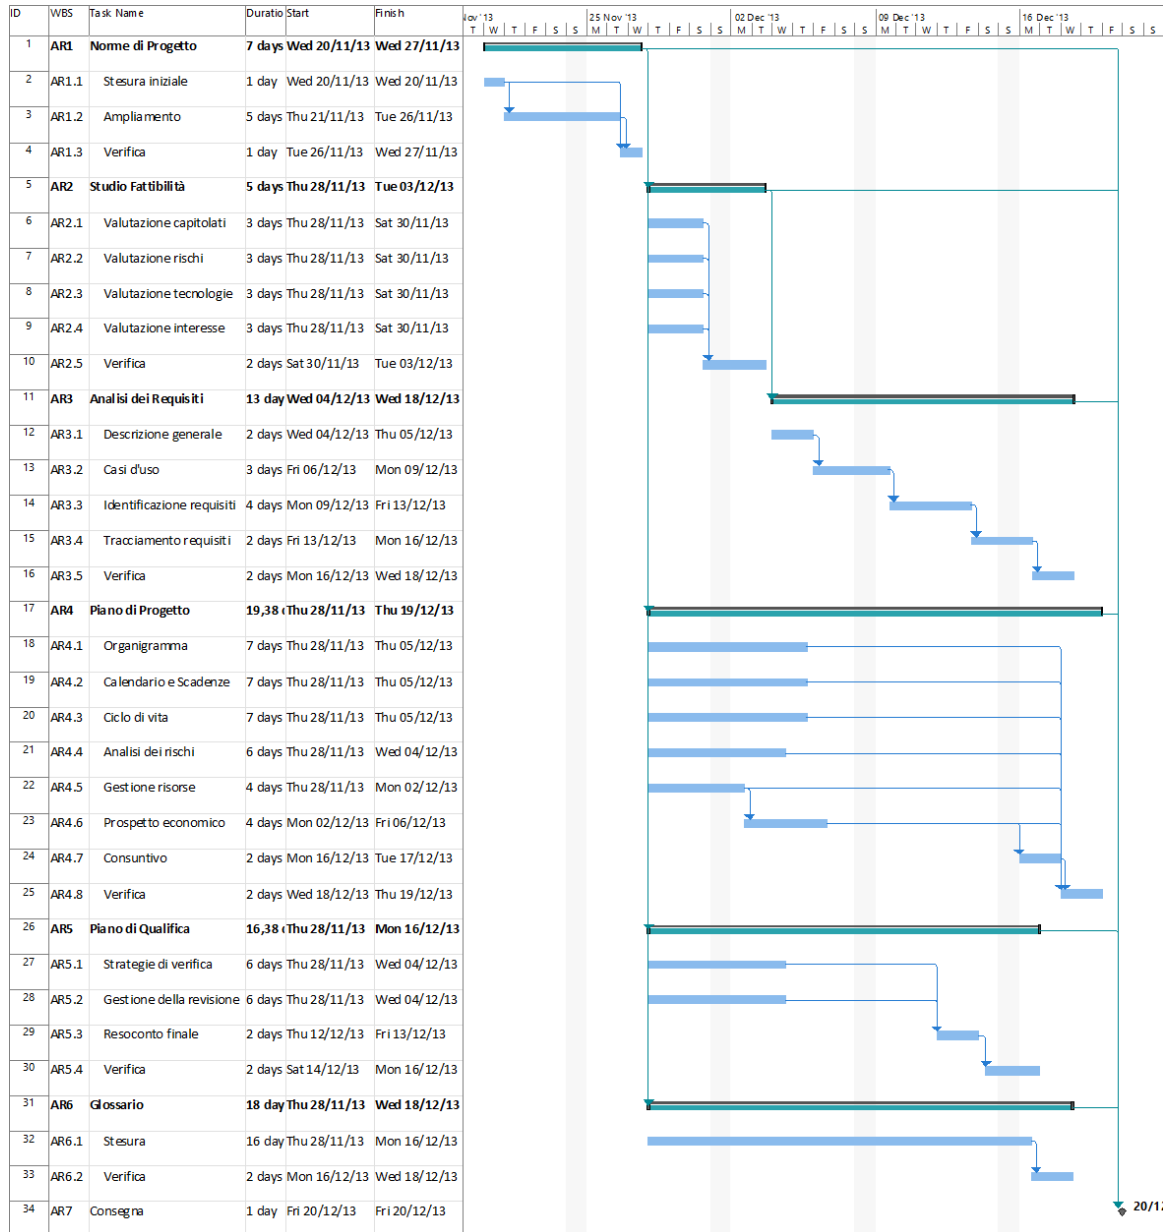 ID WBS Task Name Duratio Start Finish
lov '13 25 Nov '13 02 Dec '13 09 Dec '13 16 Dec '13
T W T F S S M T W T F S S M T W T F S S M T W T F S S M T W T F S S
1 AR1 Norme di Progetto 7 days Wed 20/11/13 Wed 27/11/13
2 AR1.1 Stesura iniziale 1 day Wed 20/11/13 Wed 20/11/13
3 AR1.2 Ampliamento 5 days Thu 21/11/13 Tue 26/11/13
4 AR1.3 Verifica 1 day Tue 26/11/13 Wed 27/11/13
5 AR2 Studio Fattibilità 5 days Thu 28/11/13 Tue 03/12/13
6 AR2.1 Valutazione capitolati 3 days Thu 28/11/13 Sat 30/11/13
7 AR2.2 Valutazione rischi 3 days Thu 28/11/13 Sat 30/11/13
8 AR2.3 Valutazione tecnologie 3 days Thu 28/11/13 Sat 30/11/13
9 AR2.4 Valutazione interesse 3 days Thu 28/11/13 Sat 30/11/13
10 AR2.5 Verifica 2 days Sat 30/11/13 Tue 03/12/13
11 AR3 Analisi dei Requisiti 13 day Wed 04/12/13 Wed 18/12/13
12 AR3.1 Descrizione generale 2 days Wed 04/12/13 Thu 05/12/13
13 AR3.2 Casi d'uso 3 days Fri 06/12/13 Mon 09/12/13
14 AR3.3 Identificazione requisiti 4 days Mon 09/12/13 Fri 13/12/13
15 AR3.4 Tracciamento requisiti 2 days Fri 13/12/13 Mon 16/12/13
16 AR3.5 Verifica 2 days Mon 16/12/13 Wed 18/12/13
17 AR4 Piano di Progetto 19,38 Thu 28/11/13 Thu 19/12/13
18 AR4.1 Organigramma 7 days Thu 28/11/13 Thu 05/12/13
19 AR4.2 Calendario e Scadenze 7 days Thu 28/11/13 Thu 05/12/13
20 AR4.3 Ciclo di vita 7 days Thu 28/11/13 Thu 05/12/13
21 AR4.4 Analisi dei rischi 6 days Thu 28/11/13 Wed 04/12/13
22 AR4.5 Gestione risorse 4 days Thu 28/11/13 Mon 02/12/13
23 AR4.6 Prospetto economico 4 days Mon 02/12/13 Fri 06/12/13
24 AR4.7 Consuntivo 2 days Mon 16/12/13 Tue 17/12/13
25 AR4.8 Verifica 2 days Wed 18/12/13 Thu 19/12/13
26 AR5 Piano di Qualifica 16,38 Thu 28/11/13 Mon 16/12/13
27 AR5.1 Strategie di verifica 6 days Thu 28/11/13 Wed 04/12/13
28 AR5.2 Gestione della revisione 6 days Thu 28/11/13 Wed 04/12/13
29 AR5.3 Resoconto finale 2 days Thu 12/12/13 Fri 13/12/13
30 AR5.4 Verifica 2 days Sat 14/12/13 Mon 16/12/13
31 AR6 Glossario 18 day Thu 28/11/13 Wed 18/12/13
32 AR6.1 Stesura 16 day Thu 28/11/13 Mon 16/12/13
33 AR6.2 Verifica 2 days Mon 16/12/13 Wed 18/12/13
34 AR7 Consegna 1 day Fri 20/12/13 Fri 20/12/13 20/12